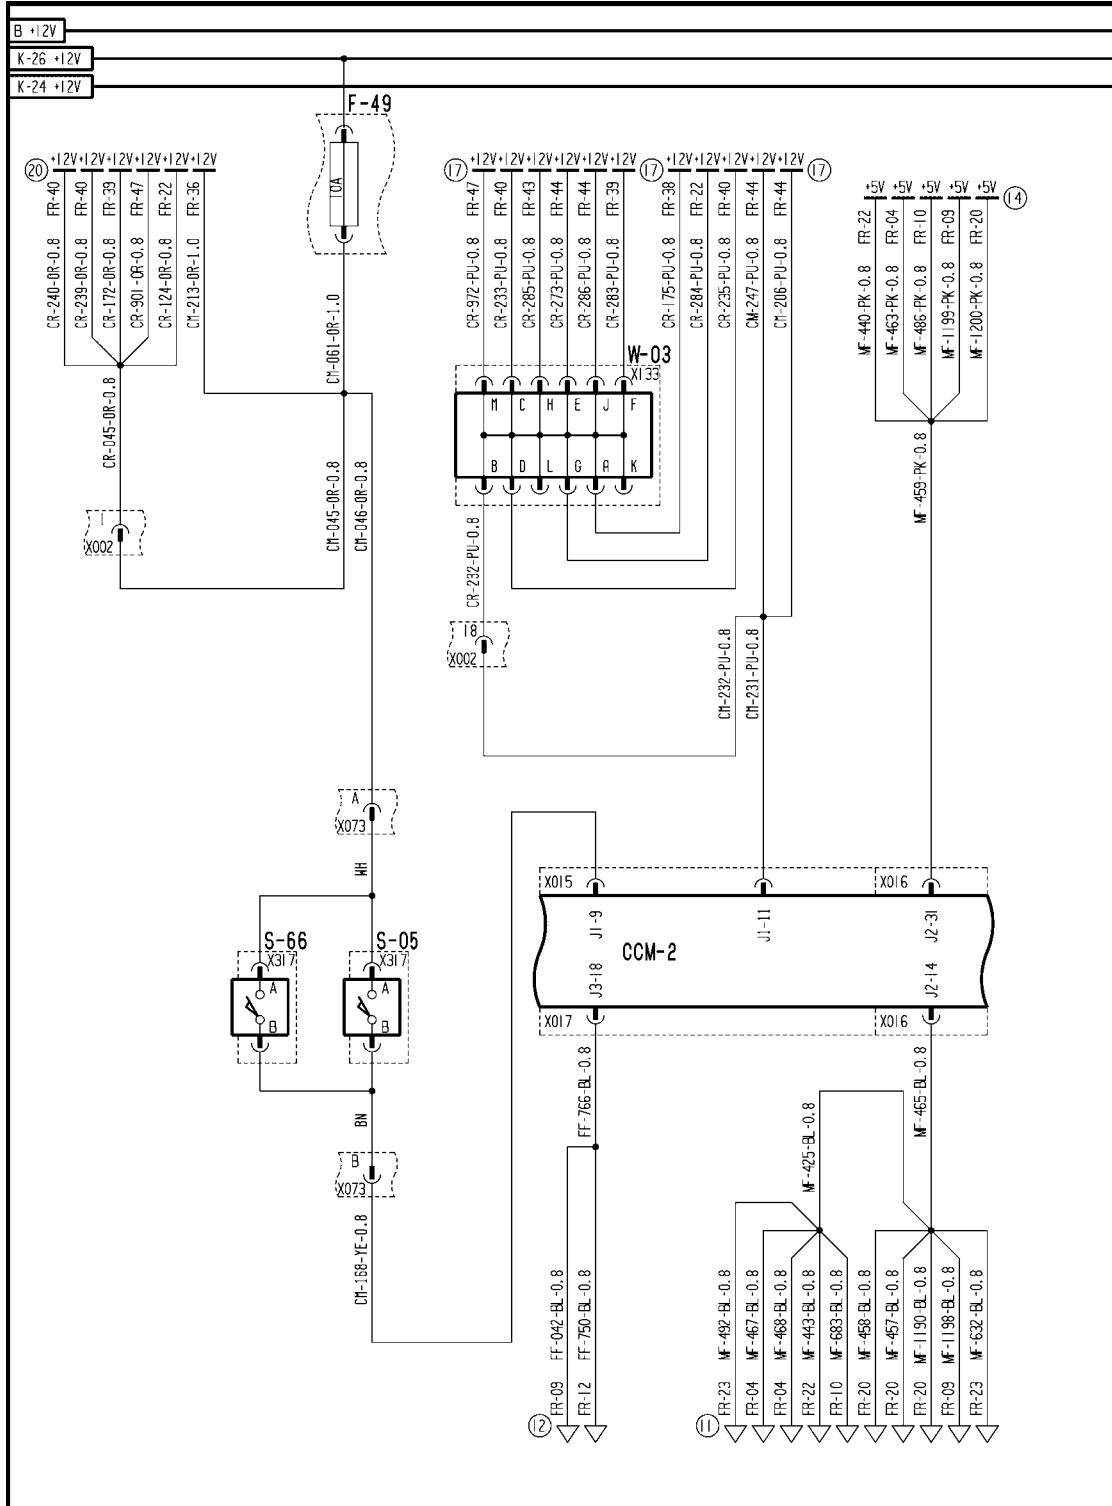 B +12V
K-26 +12V
K-24 +12V
F-49
10A
20
+12V +12V +12V +12V +12V +12V
FR-40
FR-40
FR-39
FR-47
FR-22
FR-36
CR-240-OR-0.8
CR-239-OR-0.8
CR-172-OR-0.8
CR-901-OR-0.8
CR-124-OR-0.8
CM-213-OR-1.0
CM-061-OR-1.0
17
+12V +12V +12V +12V +12V +12V
FR-47
FR-40
FR-43
FR-44
FR-44
FR-39
CR-972-PU-0.8
CR-233-PU-0.8
CR-285-PU-0.8
CR-273-PU-0.8
CR-286-PU-0.8
CR-283-PU-0.8
17
+12V +12V +12V +12V +12V
17
FR-38
FR-22
FR-40
FR-44
FR-44
CR-175-PU-0.8
CR-284-PU-0.8
CR-235-PU-0.8
CM-247-PU-0.8
CM-206-PU-0.8
+5V +5V +5V +5V +5V
14
FR-22
FR-04
FR-10
FR-09
FR-20
MF-440-PK-0.8
MF-463-PK-0.8
MF-486-PK-0.8
MF-1199-PK-0.8
MF-1200-PK-0.8
W-03
X133
M C H E J F
B D L G A K
CR-045-OR-0.8
CM-045-OR-0.8
CM-046-OR-0.8
MF-459-PK-0.8
1
X002
CR-232-PU-0.8
18
X002
CM-232-PU-0.8
CM-231-PU-0.8
A
X073
WH
S-66
X317
A
B
S-05
X317
A
B
BN
B
X073
CM-168-YE-0.8
X015
X016
J1-9
J1-11
J2-31
CCM-2
J3-18
J2-14
X017
X016
FF-766-BL-0.8
MF-465-BL-0.8
MF-425-BL-0.8
FF-042-BL-0.8
FF-750-BL-0.8
MF-492-BL-0.8
MF-467-BL-0.8
MF-468-BL-0.8
MF-443-BL-0.8
MF-683-BL-0.8
MF-458-BL-0.8
MF-457-BL-0.8
MF-1190-BL-0.8
MF-1198-BL-0.8
MF-632-BL-0.8
FR-09
FR-12
FR-23
FR-04
FR-04
FR-22
FR-10
FR-20
FR-20
FR-20
FR-09
FR-23
12
11